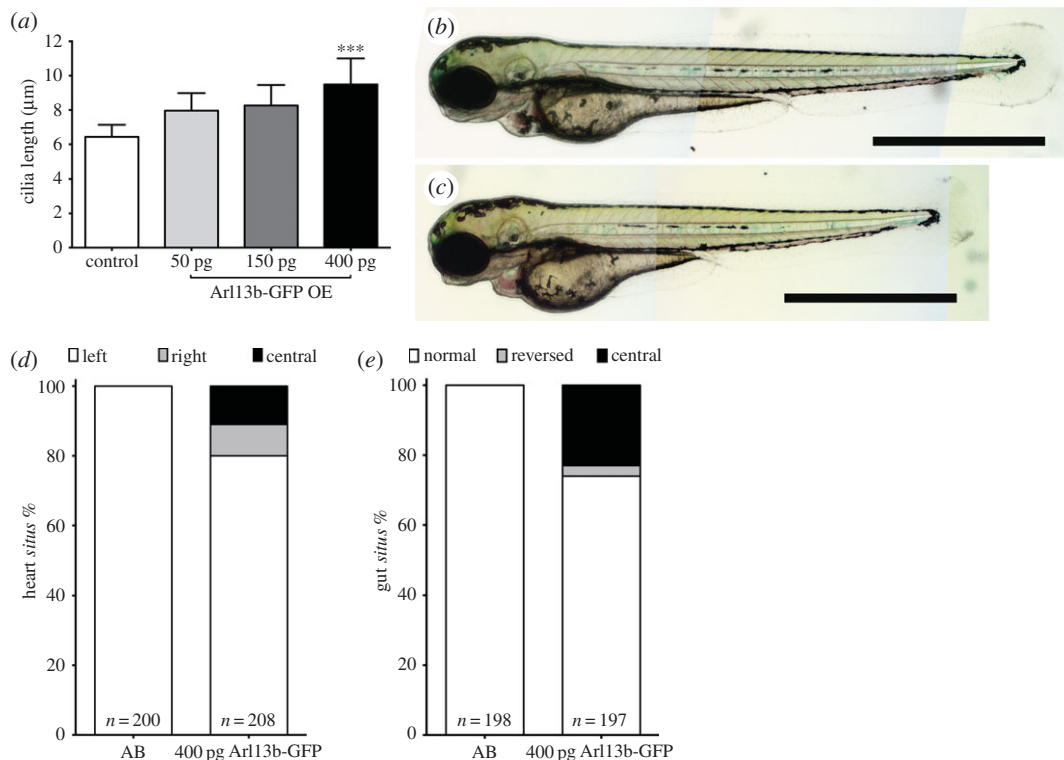 (a)
12
10
8
6
4
2
0
cilia length (µm)
***
control 50 pg 150 pg 400 pg
Arl13b-GFP OE
(b)
(c)
(d)
left right central
100
80
60
40
20
0
heart situs %
n = 200 n = 208
AB 400 pg Arl13b-GFP
(e)
normal reversed central
100
80
60
40
20
0
gut situs %
n = 198 n = 197
AB 400 pg Arl13b-GFP